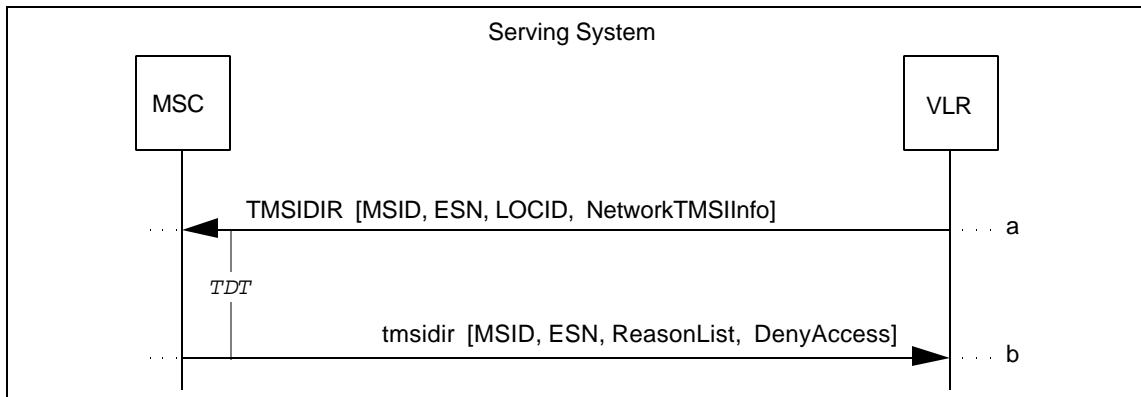 Serving System
MSC
VLR
TMSIDIR [MSID, ESN, LOCID, NetworkTMSIInfo]
a
TDT
tmsidir [MSID, ESN, ReasonList, DenyAccess]
b